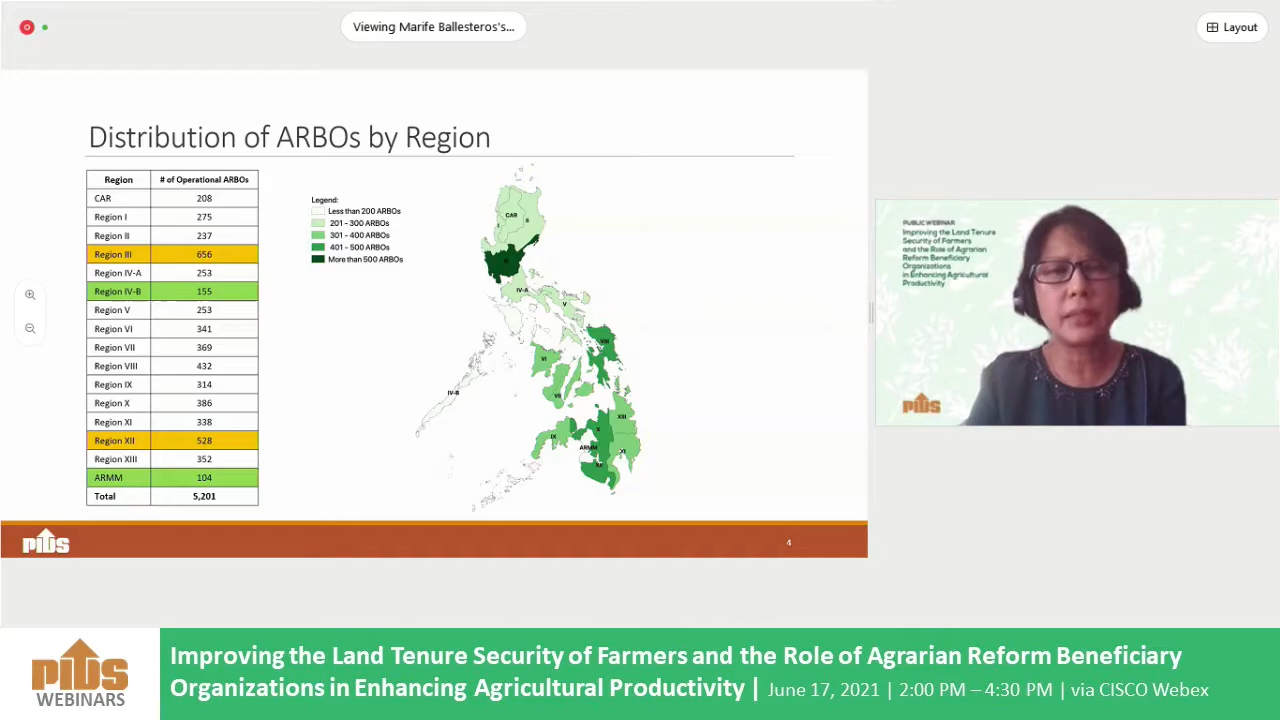 Viewing Marife Ballesteros's...
Layout
Distribution of ARBOs by Region
Region # of Operational ARBOs
CAR 208
Region I 275
Region II 237
Region III 656
Region IV-A 253
Region IV-B 155
Region V 253
Region VI 341
Region VII 369
Region VIII 432
Region IX 314
Region X 386
Region XI 338
Region XII 528
Region XIII 352
ARMM 104
Total 5,201
Legend:
Less than 200 ARBOs
201 - 300 ARBOs
301 - 400 ARBOs
401 - 500 ARBOs
More than 500 ARBOs
CAR
II
I
IV-A
V
VIII
VI
IV-B
VII
XIII
X
IX
ARMM
XI
XII
PIDS
4
PUBLIC WEBINAR
Improving the Land Tenure
Security of Farmers
and the Role of Agrarian
Reform Beneficiary
Organizations
in Enhancing Agricultural
Productivity
PIDS
PIDS
WEBINARS
Improving the Land Tenure Security of Farmers and the Role of Agrarian Reform Beneficiary
Organizations in Enhancing Agricultural Productivity | June 17, 2021 | 2:00 PM – 4:30 PM | via CISCO Webex